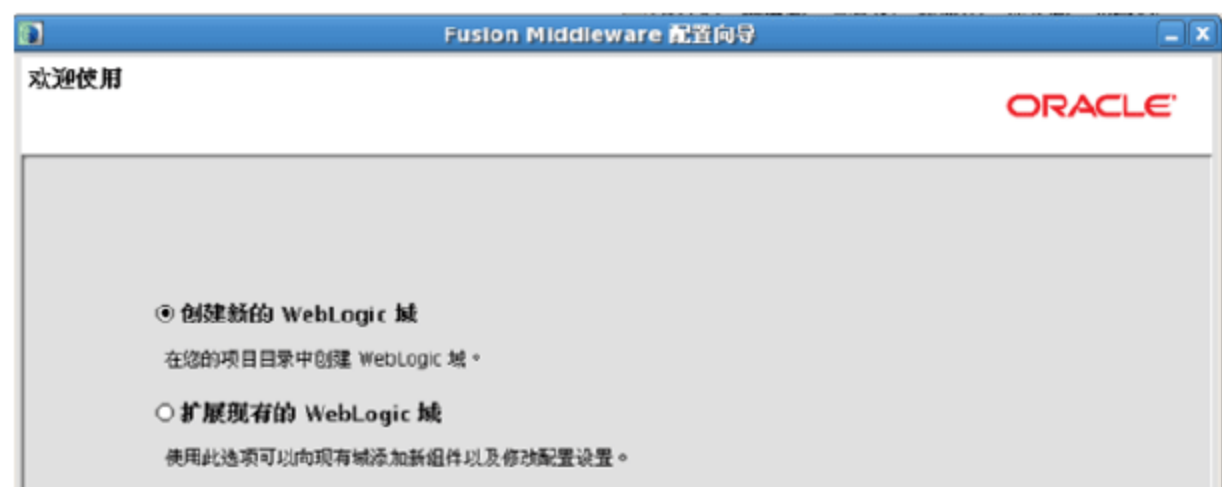 Fusion Middleware 配置向导
欢迎使用
ORACLE
创建新的 WebLogic 域
在您的项目目录中创建 WebLogic 域。
扩展现有的 WebLogic 域
使用此选项可以向现有域添加新组件以及修改配置设置。